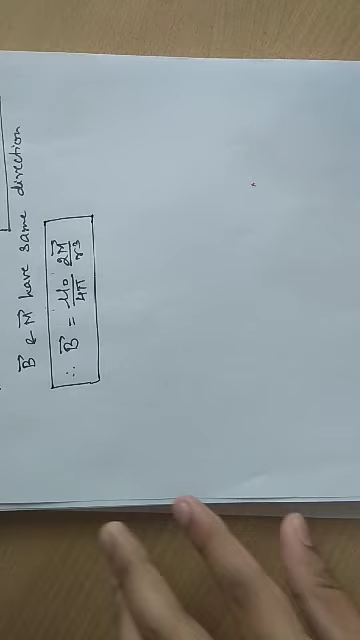 B⃗ & M⃗ have same direction
∴ B⃗ = μ₀/4π 2M⃗/r³